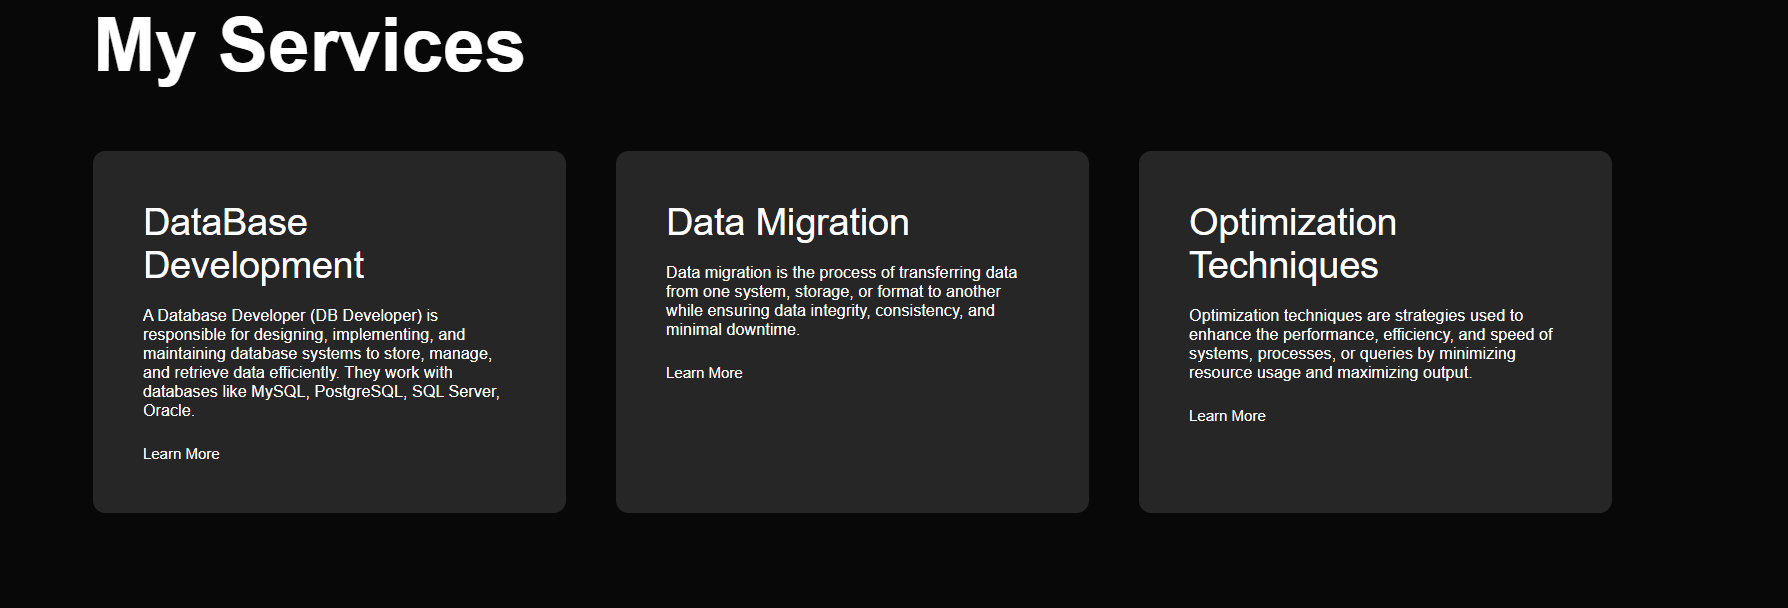 My Services
DataBase
Development
A Database Developer (DB Developer) is
responsible for designing, implementing, and
maintaining database systems to store, manage,
and retrieve data efficiently. They work with
databases like MySQL, PostgreSQL, SQL Server,
Oracle.
Learn More
Data Migration
Data migration is the process of transferring data
from one system, storage, or format to another
while ensuring data integrity, consistency, and
minimal downtime.
Learn More
Optimization
Techniques
Optimization techniques are strategies used to
enhance the performance, efficiency, and speed of
systems, processes, or queries by minimizing
resource usage and maximizing output.
Learn More